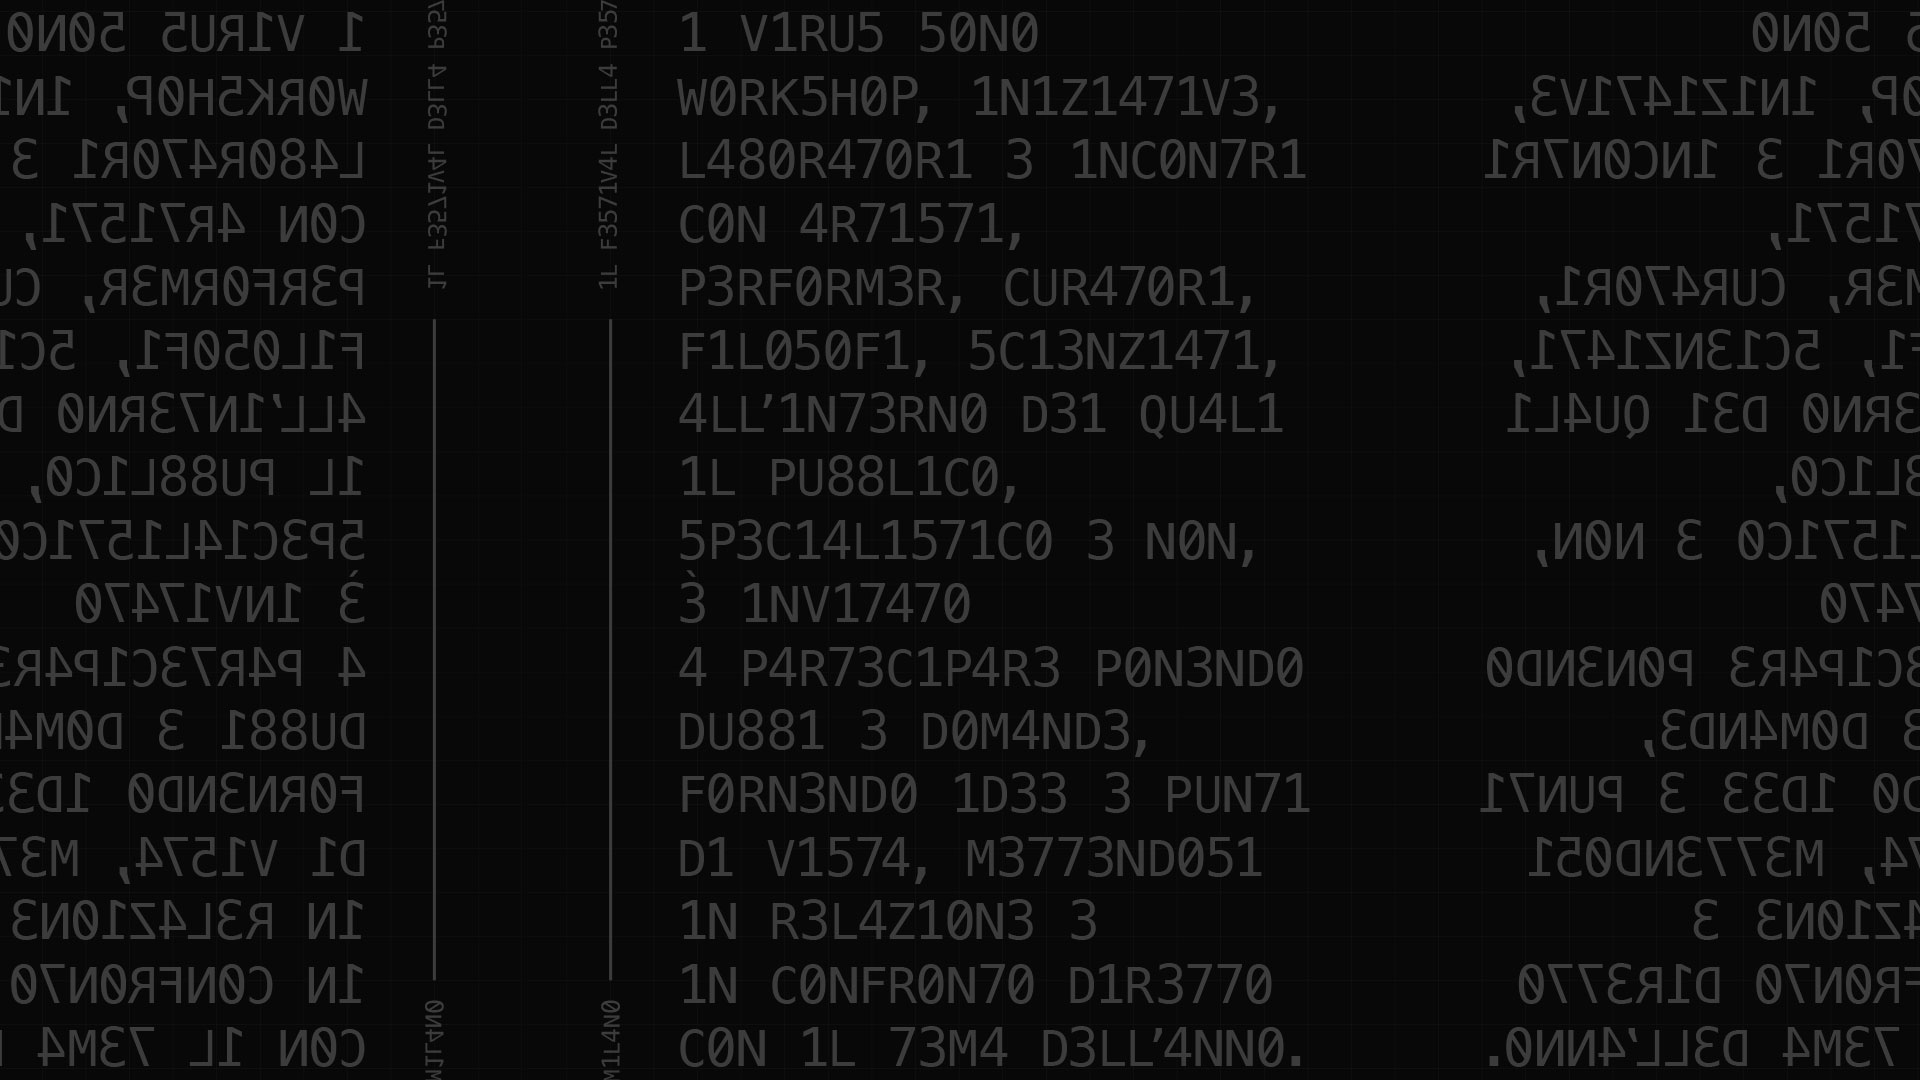 1 V1RU5 50N0
W0RK5H0P, 1N1Z1471V3,
L480R470R1 3 1NC0N7R1
C0N 4R71571,
P3RF0RM3R, CUR470R1,
F1L050F1, 5C13NZ1471,
4LL’1N73RN0 D31 QU4L1
1L PU88L1C0,
5P3C14L1571C0 3 N0N,
3̀ 1NV17470
4 P4R73C1P4R3 P0N3ND0
DU881 3 D0M4ND3,
F0RN3ND0 1D33 3 PUN71
D1 V1574, M3773ND051
1N R3L4Z10N3 3
1N C0NFR0N70 D1R3770
C0N 1L 73M4 D3LL’4NN0.
1L F3571V4L D3LL4 P357
M1L4N0